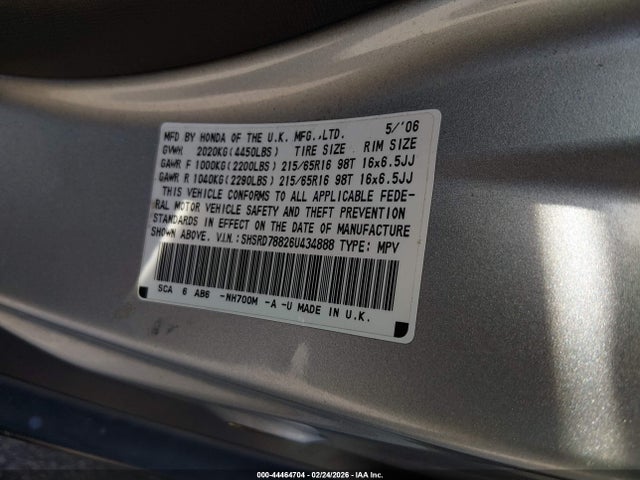 MFD BY HONDA OF THE U.K. MFG.,LTD. 5/'06
GVWR 2020KG(4450LBS) TIRE SIZE RIM SIZE
GAWR F 1000KG(2200LBS) 215/65R16 98T 16x6.5JJ
GAWR R 1040KG(2290LBS) 215/65R16 98T 16x6.5JJ
THIS VEHICLE CONFORMS TO ALL APPLICABLE FEDE-
RAL MOTOR VEHICLE SAFETY AND THEFT PREVENTION
STANDARDS IN EFFECT ON THE DATE OF MANUFACTURE
SHOWN ABOVE. V.I.N.: SHSRD78826U434888 TYPE: MPV
SCA 6 AB6 -NH700M -A -U MADE IN U.K.
000-44464704 - 02/24/2026 - IAA Inc.